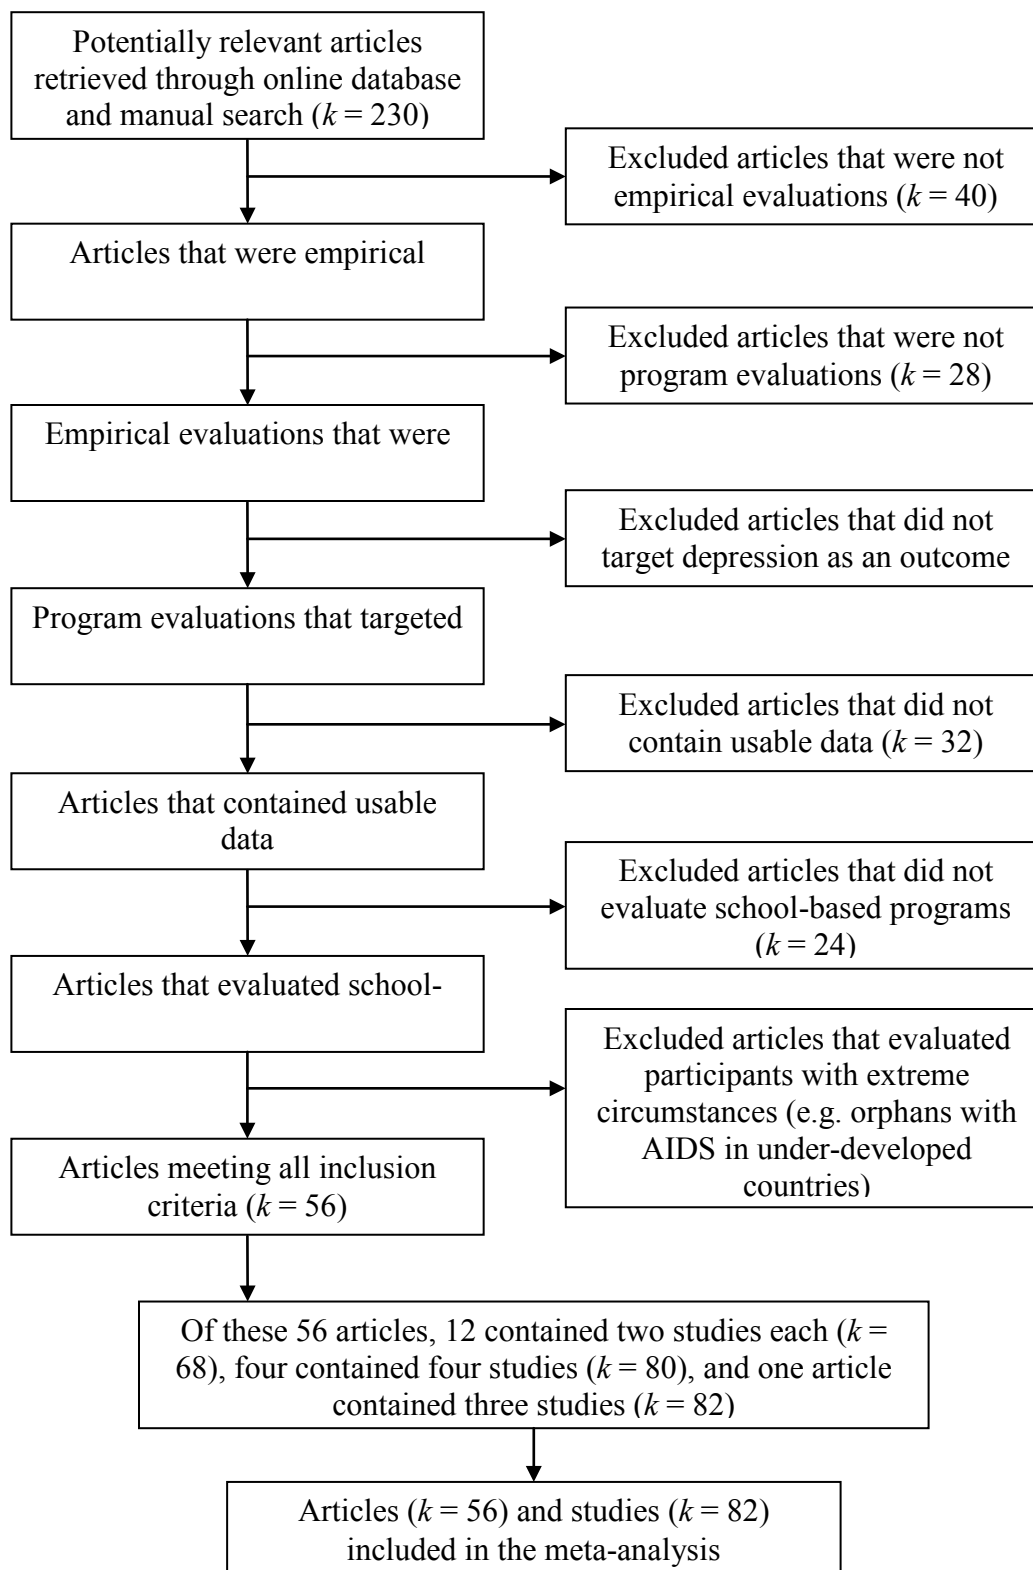 Potentially relevant articles
retrieved through online database
and manual search (k = 230)
Excluded articles that were not
empirical evaluations (k = 40)
Articles that were empirical
Excluded articles that were not
program evaluations (k = 28)
Empirical evaluations that were
Excluded articles that did not
target depression as an outcome
Program evaluations that targeted
Excluded articles that did not
contain usable data (k = 32)
Articles that contained usable
data
Excluded articles that did not
evaluate school-based programs
(k = 24)
Articles that evaluated school-
Excluded articles that evaluated
participants with extreme
circumstances (e.g. orphans with
AIDS in under-developed
countries)
Articles meeting all inclusion
criteria (k = 56)
Of these 56 articles, 12 contained two studies each (k =
68), four contained four studies (k = 80), and one article
contained three studies (k = 82)
Articles (k = 56) and studies (k = 82)
included in the meta-analysis